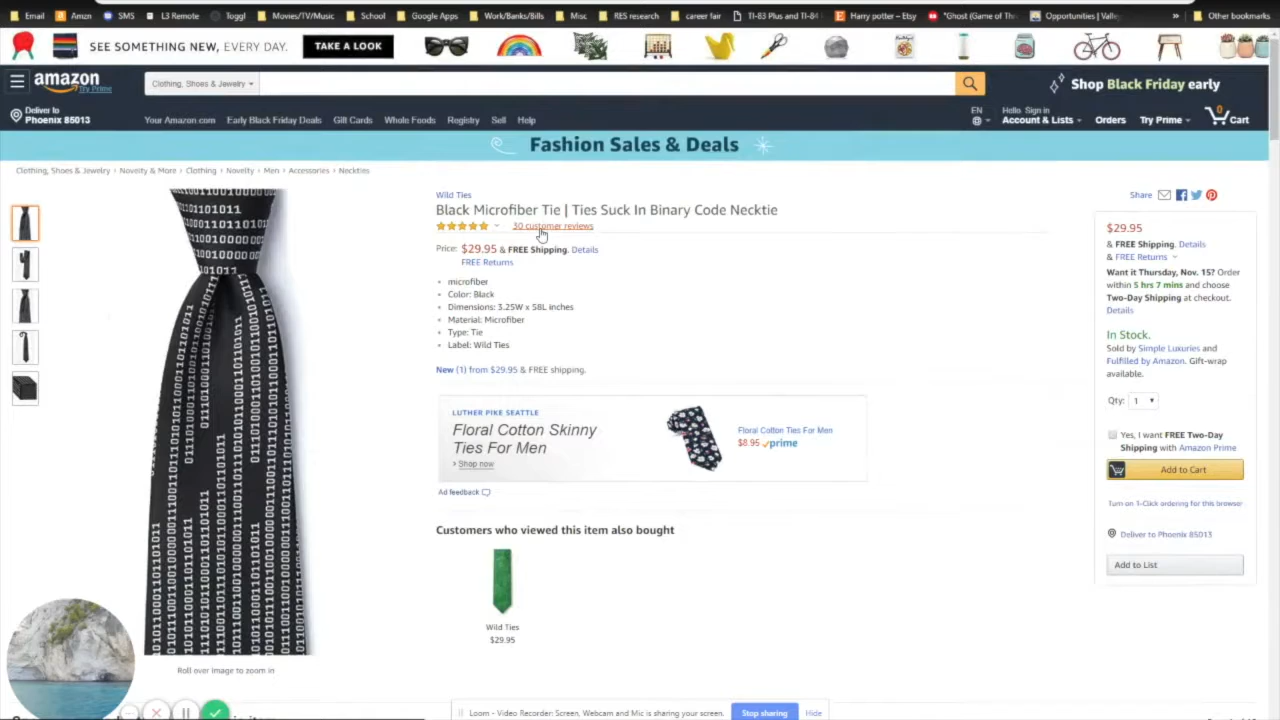 Email Amzn SMS L3 Remote Toggl Movies/TV/Music School Google Apps Work/Banks/Bills Misc RES research career fair TI-83 Plus and TI-84 Harry potter – Etsy "Ghost (Game of Thr Opportunities | Valley » Other bookmarks
SEE SOMETHING NEW, EVERY DAY. TAKE A LOOK
amazon
Try Prime
Clothing, Shoes & Jewelry
Shop Black Friday early
Deliver to
Phoenix 85013
Your Amazon.com Early Black Friday Deals Gift Cards Whole Foods Registry Sell Help
EN
Hello. Sign in
Account & Lists Orders Try Prime 0 Cart
Fashion Sales & Deals
Clothing, Shoes & Jewelry › Novelty & More › Clothing › Novelty › Men › Accessories › Neckties
Wild Ties
Black Microfiber Tie | Ties Suck In Binary Code Necktie
30 customer reviews
Price: $29.95 & FREE Shipping. Details
FREE Returns
• microfiber
• Color: Black
• Dimensions: 3.25W x 58L inches
• Material: Microfiber
• Type: Tie
• Label: Wild Ties
New (1) from $29.95 & FREE shipping.
LUTHER PIKE SEATTLE
Floral Cotton Skinny
Ties For Men
› Shop now
Floral Cotton Ties For Men
$8.95 prime
Ad feedback
Customers who viewed this item also bought
Wild Ties
$29.95
Roll over image to zoom in
Share
$29.95
& FREE Shipping. Details
& FREE Returns
Want it Thursday, Nov. 15? Order
within 5 hrs 7 mins and choose
Two-Day Shipping at checkout.
Details
In Stock.
Sold by Simple Luxuries and
Fulfilled by Amazon. Gift-wrap
available.
Qty: 1
Yes, I want FREE Two-Day
Shipping with Amazon Prime
Add to Cart
Turn on 1-Click ordering for this browser
Deliver to Phoenix 85013
Add to List
Loom – Video Recorder: Screen, Webcam and Mic is sharing your screen. Stop sharing Hide